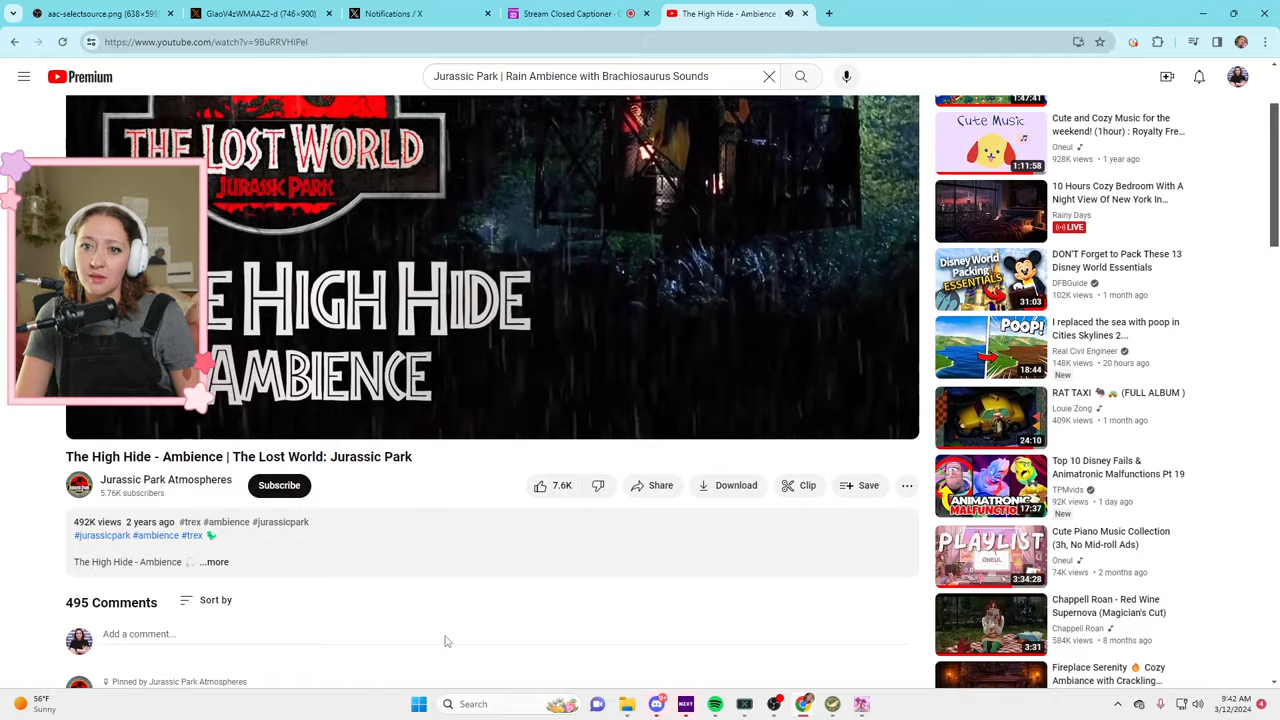 aac-selectsource.jpg (638×599)
GIaoV4zWMAAZ2-d (746×900)
Notifications / X
Stream Closed Captioner - C
The High Hide - Ambience
https://www.youtube.com/watch?v=9BuRRVHIPeI
Premium
Jurassic Park | Rain Ambience with Brachiosaurus Sounds
THE LOST WORLD
JURASSIC PARK
E HIGH HIDE
AMBIENCE
The High Hide - Ambience | The Lost World: Jurassic Park
Jurassic Park Atmospheres
5.76K subscribers
Subscribe
7.6K
Share
Download
Clip
Save
492K views 2 years ago #trex #ambience #jurassicpark
#jurassicpark #ambience #trex 🦖
The High Hide - Ambience 🎧 ...more
495 Comments
Sort by
Add a comment...
Pinned by Jurassic Park Atmospheres
1:47:41
Cute Music
1:11:58
Cute and Cozy Music for the
weekend! (1hour) : Royalty Fre...
Oneul
928K views • 1 year ago
10 Hours Cozy Bedroom With A
Night View Of New York In...
Rainy Days
LIVE
Disney World
Packing
ESSENTIALS
31:03
DON'T Forget to Pack These 13
Disney World Essentials
DFBGuide
102K views • 1 month ago
POOP!
18:44
I replaced the sea with poop in
Cities Skylines 2...
Real Civil Engineer
148K views • 20 hours ago
New
24:10
RAT TAXI 🐀 🚕 (FULL ALBUM )
Louie Zong
409K views • 1 month ago
ANIMATRONIC
MALFUNCTIONS
17:37
Top 10 Disney Fails &
Animatronic Malfunctions Pt 19
TPMvids
92K views • 1 day ago
New
PLAYLIST
ONEUL
3:34:28
Cute Piano Music Collection
(3h, No Mid-roll Ads)
Oneul
74K views • 2 months ago
3:31
Chappell Roan - Red Wine
Supernova (Magician's Cut)
Chappell Roan
584K views • 8 months ago
Fireplace Serenity 🔥 Cozy
Ambiance with Crackling...
56°F
Sunny
Search
NIXT
9:42 AM
3/12/2024